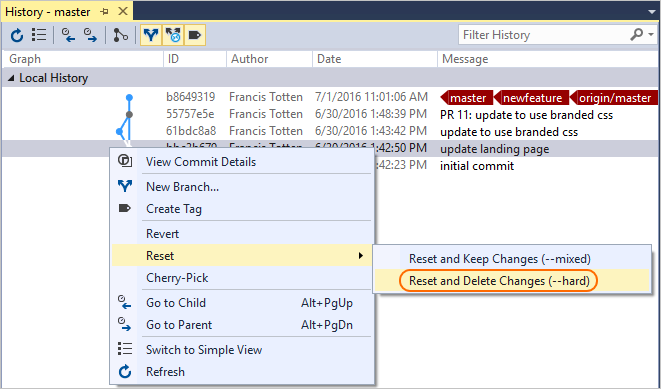 History - master
Filter History
Graph ID Author Date Message
Local History
b8649319 Francis Totten 7/1/2016 11:01:06 AM master newfeature origin/master
55757e5e Francis Totten 6/30/2016 1:48:39 PM PR 11: update to use branded css
61bdc8a8 Francis Totten 6/30/2016 1:43:42 PM update to use branded css
Francis Totten 6/30/2016 1:42:50 PM update landing page
1:42:23 PM initial commit
View Commit Details
New Branch...
Create Tag
Revert
Reset
Reset and Keep Changes (--mixed)
Cherry-Pick
Reset and Delete Changes (--hard)
Go to Child Alt+PgUp
Go to Parent Alt+PgDn
Switch to Simple View
Refresh